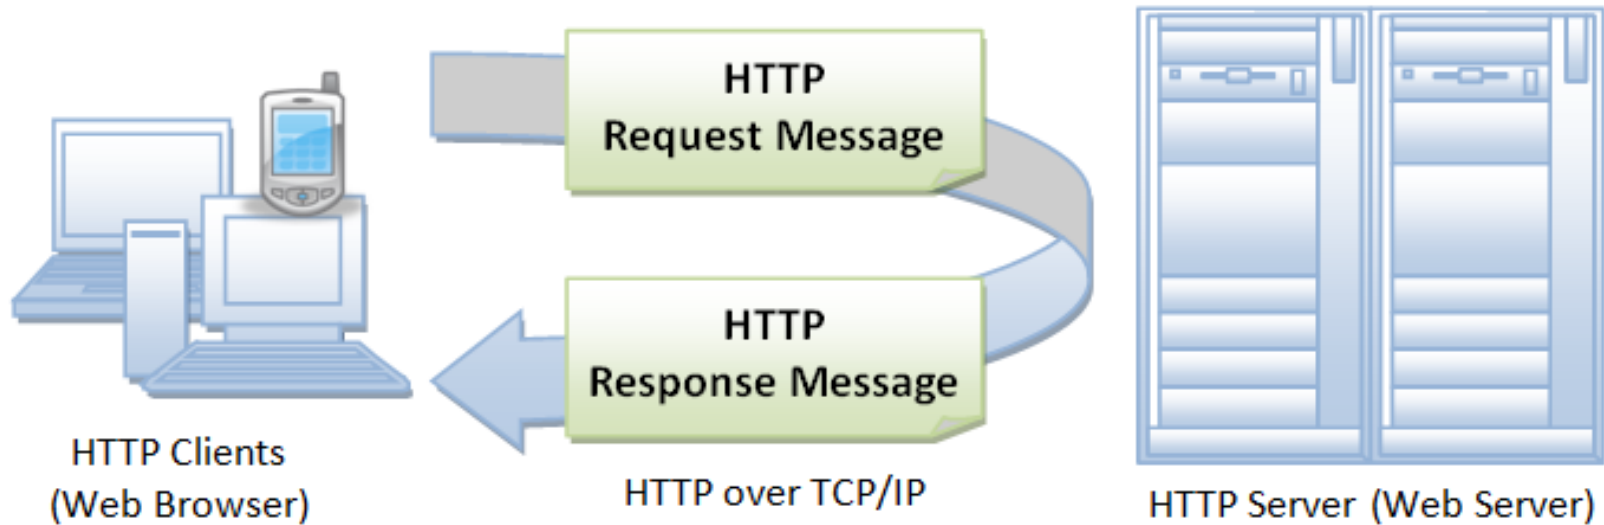 HTTP
Request Message
HTTP
Response Message
HTTP Clients
(Web Browser)
HTTP over TCP/IP
HTTP Server (Web Server)